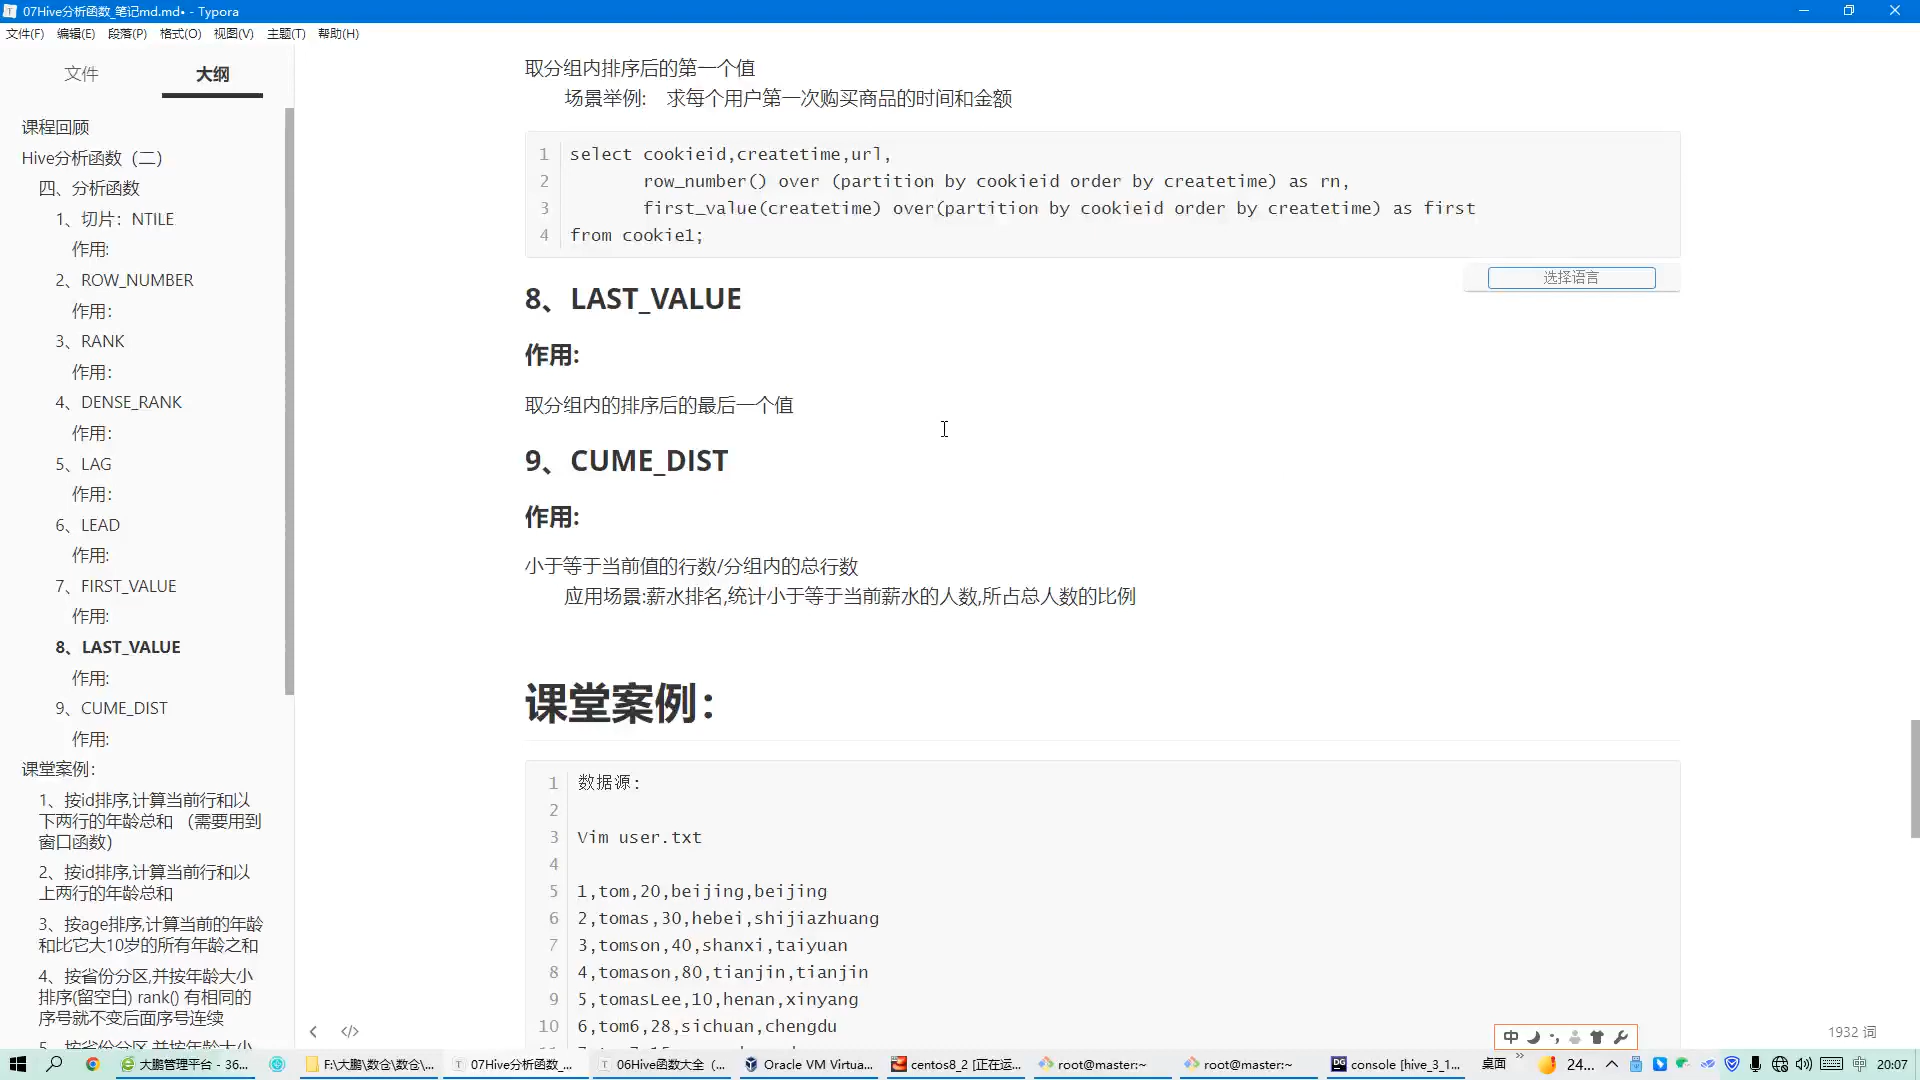 07Hive分析函数_笔记md.md• - Typora
文件(F) 编辑(E) 段落(P) 格式(O) 视图(V) 主题(T) 帮助(H)
文件 大纲
课程回顾
Hive分析函数（二）
四、分析函数
1、切片：NTILE
作用:
2、ROW_NUMBER
作用：
3、RANK
作用：
4、DENSE_RANK
作用：
5、LAG
作用：
6、LEAD
作用:
7、FIRST_VALUE
作用:
8、LAST_VALUE
作用:
9、CUME_DIST
作用:
课堂案例：
1、按id排序,计算当前行和以
下两行的年龄总和 （需要用到
窗口函数）
2、按id排序,计算当前行和以
上两行的年龄总和
3、按age排序,计算当前的年龄
和比它大10岁的所有年龄之和
4、按省份分区,并按年龄大小
排序(留空白) rank() 有相同的
序号就不变后面序号连续
5、按省份分区,并按年龄大小
取分组内排序后的第一个值
场景举例: 求每个用户第一次购买商品的时间和金额
1 select cookieid,createtime,url,
2 row_number() over (partition by cookieid order by createtime) as rn,
3 first_value(createtime) over(partition by cookieid order by createtime) as first
4 from cookie1;
选择语言
8、LAST_VALUE
作用:
取分组内的排序后的最后一个值
9、CUME_DIST
作用:
小于等于当前值的行数/分组内的总行数
应用场景:薪水排名,统计小于等于当前薪水的人数,所占总人数的比例
课堂案例：
1 数据源：
2
3 Vim user.txt
4
5 1,tom,20,beijing,beijing
6 2,tomas,30,hebei,shijiazhuang
7 3,tomson,40,shanxi,taiyuan
8 4,tomason,80,tianjin,tianjin
9 5,tomasLee,10,henan,xinyang
10 6,tom6,28,sichuan,chengdu
</> 1932 词
中
大鹏管理平台 - 36... F:\大鹏\数仓\数仓\... 07Hive分析函数_... 06Hive函数大全（... Oracle VM Virtua... centos8_2 [正在运... root@master:~ root@master:~ console [hive_3_1... 桌面 24... 中 20:07